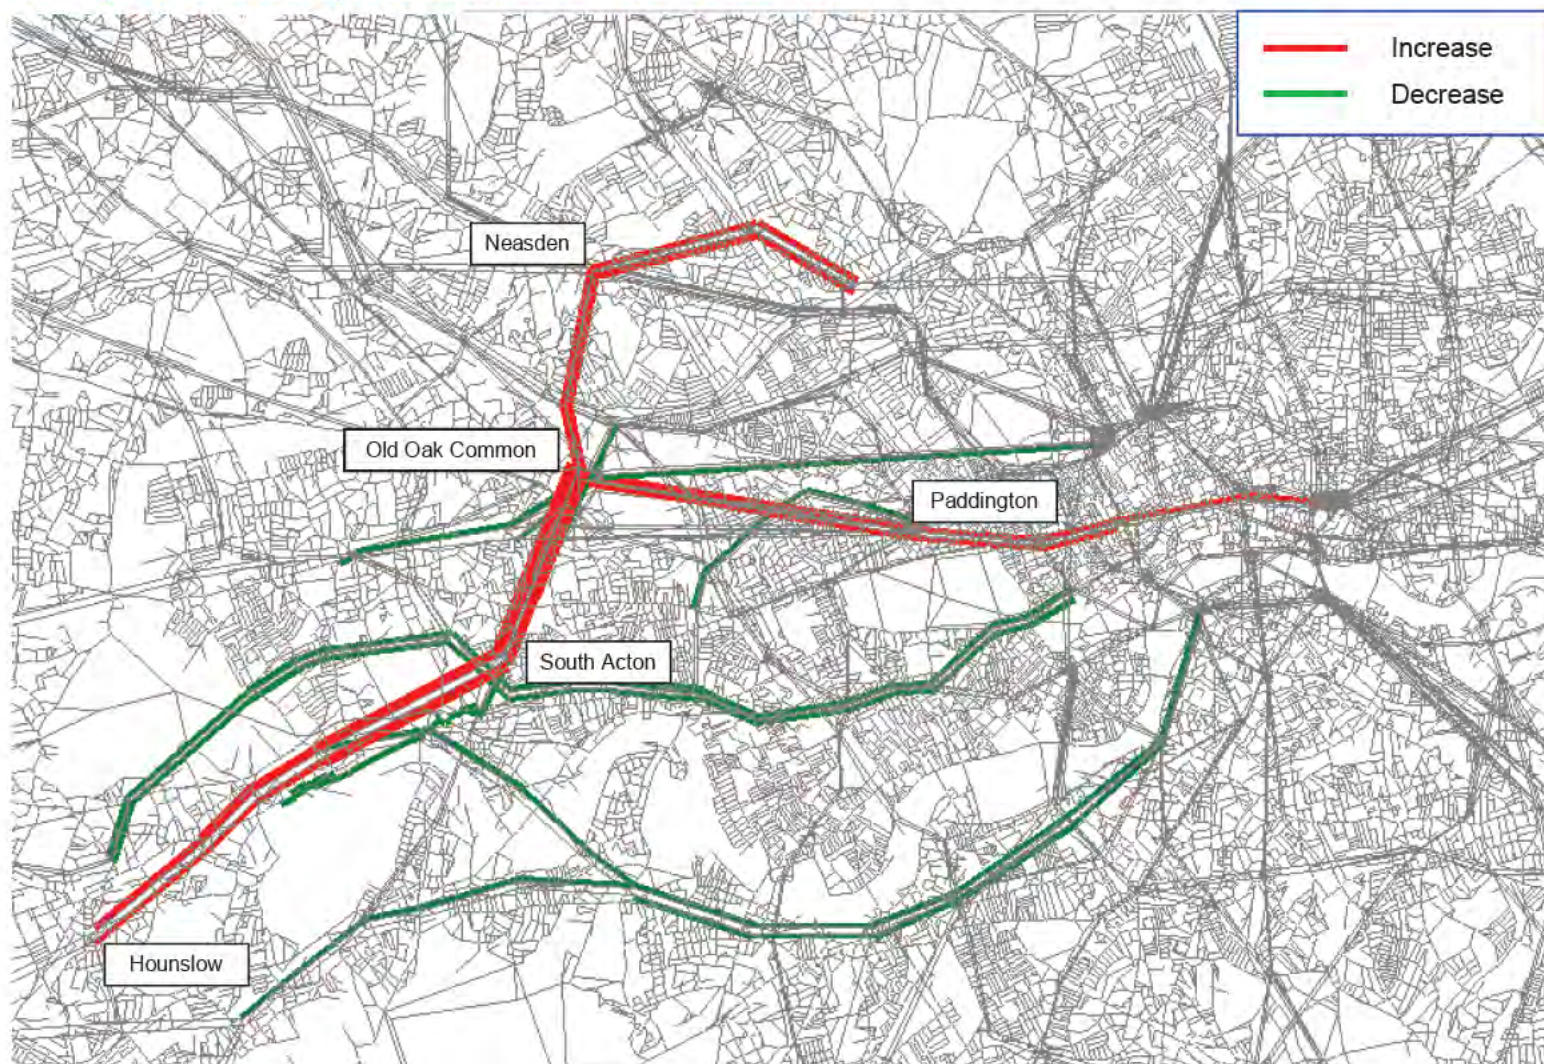 Increase
Decrease
Neasden
Old Oak Common
Paddington
South Acton
Hounslow